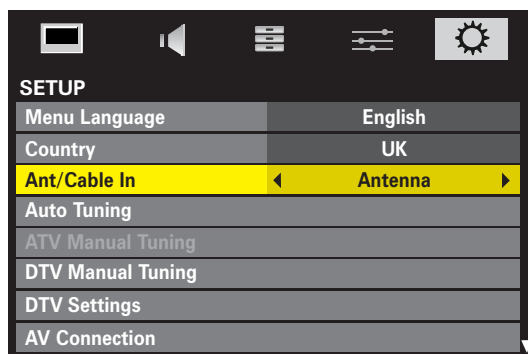 SETUP
Menu Language English
Country UK
Ant/Cable In Antenna
Auto Tuning
ATV Manual Tuning
DTV Manual Tuning
DTV Settings
AV Connection